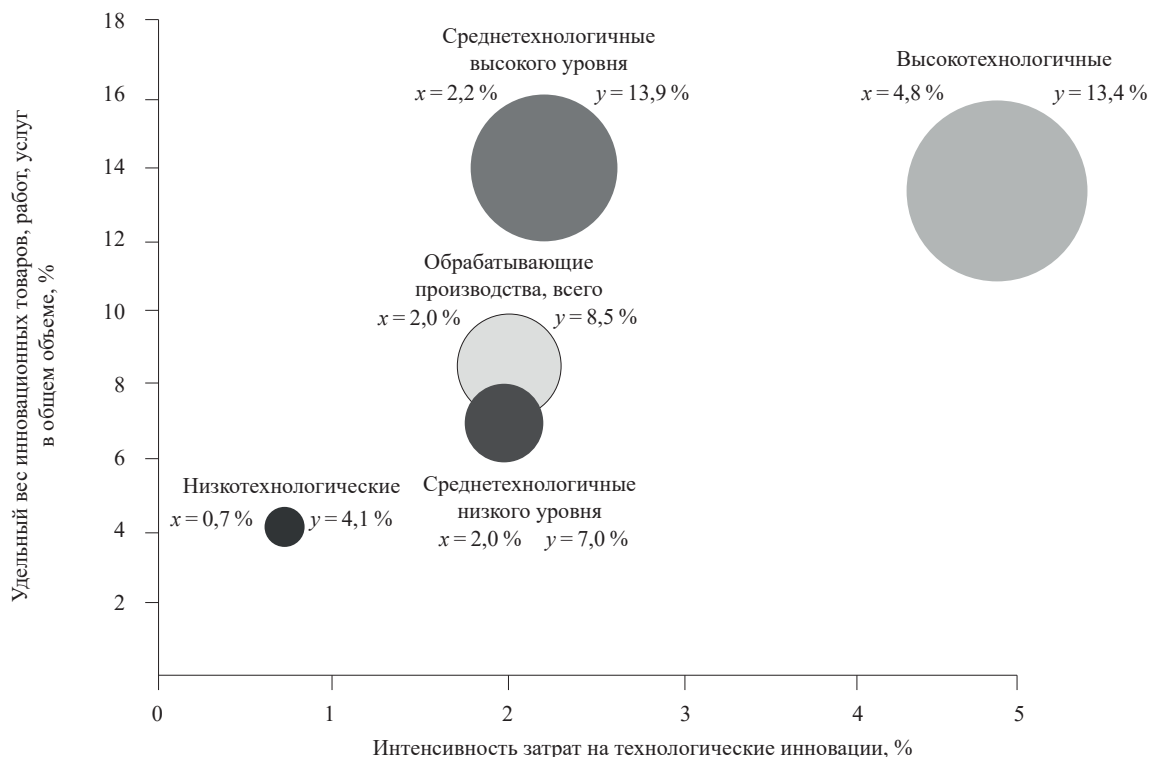 18
16
14
12
10
8
6
4
2
Удельный вес инновационных товаров, работ, услуг
в общем объеме, %
Среднетехнологичные
высокого уровня
x = 2,2 % y = 13,9 %
Высокотехнологичные
x = 4,8 % y = 13,4 %
Обрабатывающие
производства, всего
x = 2,0 % y = 8,5 %
Низкотехнологические
x = 0,7 % y = 4,1 %
Среднетехнологичные
низкого уровня
x = 2,0 % y = 7,0 %
0 1 2 3 4 5
Интенсивность затрат на технологические инновации, %